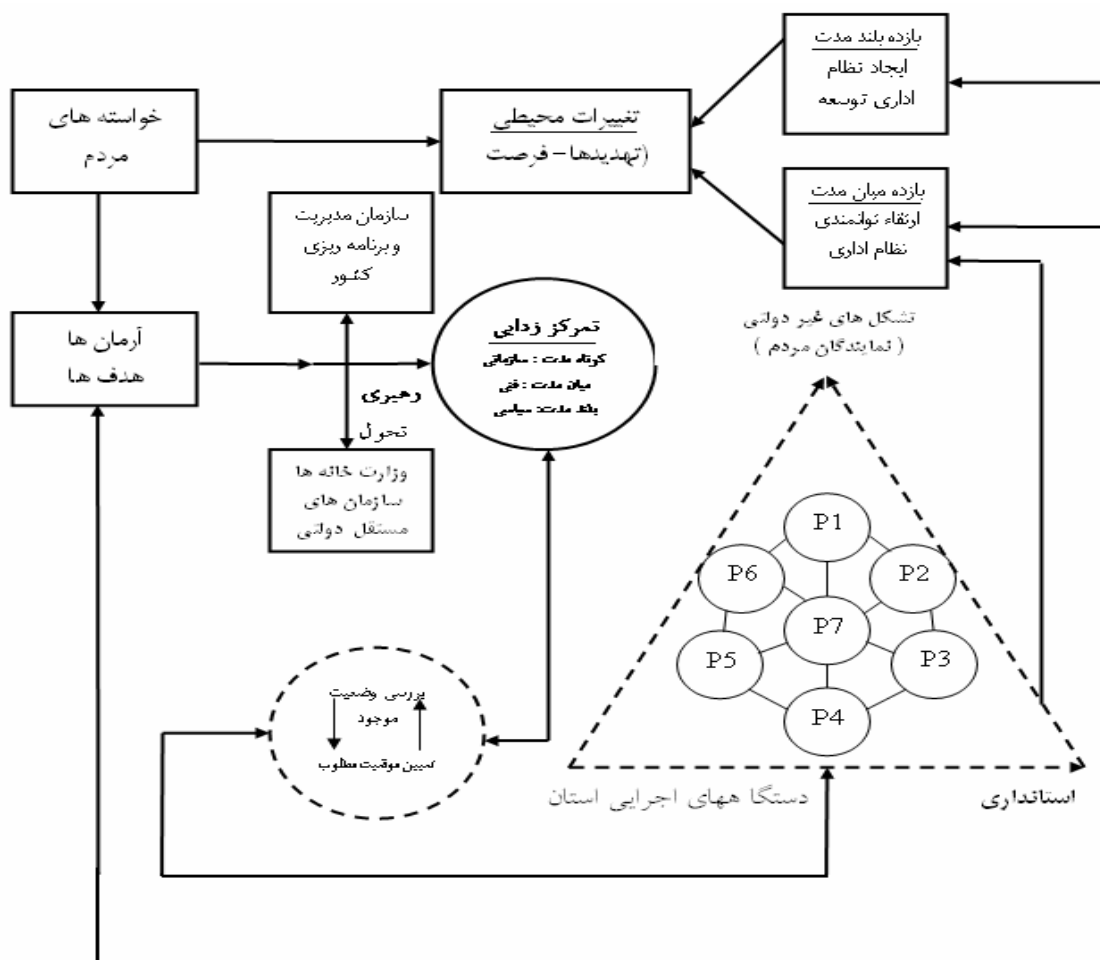 بازده بلند مدت
ایجاد نظام
اداری توسعه
خواسته های
مردم
تغییرات محیطی
(تهدیدها – فرصت
بازده میان مدت
ارتقاء توانمندی
نظام اداری
سازمان مدیریت
و برنامه ریزی
کشور
آرمان ها
هدف ها
تمرکز زدایی
کوتاه مدت : سازمانی
میان مدت : فنی
بلند مدت: سیاسی
رهبری
تحول
وزارت خانه ها
سازمان های
مستقل دولتی
تشکل های غیر دولتی
( نمایندگان مردم )
P1
P6
P2
P7
P5
P3
P4
بررسی وضعیت
موجود
تعیین موقعیت مطلوب
دستگا ههای اجرایی استان
استانداری